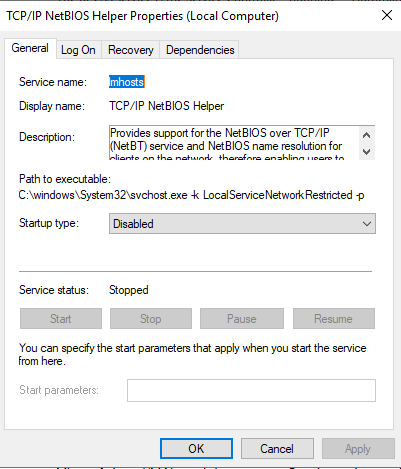 TCP/IP NetBIOS Helper Properties (Local Computer)
General Log On Recovery Dependencies
Service name: lmhosts
Display name: TCP/IP NetBIOS Helper
Description: Provides support for the NetBIOS over TCP/IP
(NetBT) service and NetBIOS name resolution for
clients on the network, therefore enabling users to
Path to executable:
C:\windows\System32\svchost.exe -k LocalServiceNetworkRestricted -p
Startup type: Disabled
Service status: Stopped
Start Stop Pause Resume
You can specify the start parameters that apply when you start the service
from here.
Start parameters:
OK Cancel Apply